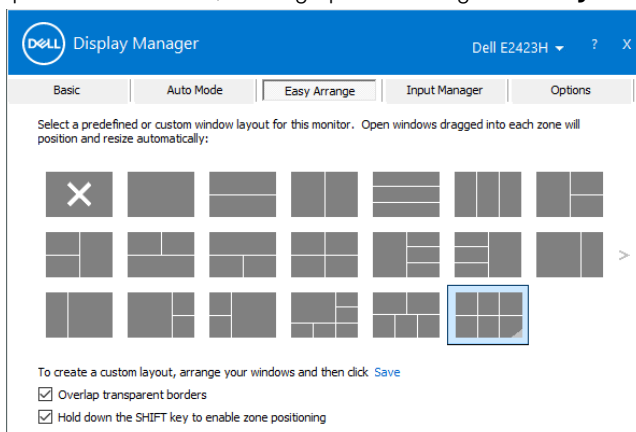 DELL Display Manager Dell E2423H ? X
Basic Auto Mode Easy Arrange Input Manager Options
Select a predefined or custom window layout for this monitor. Open windows dragged into each zone will
position and resize automatically:
To create a custom layout, arrange your windows and then click Save
Overlap transparent borders
Hold down the SHIFT key to enable zone positioning